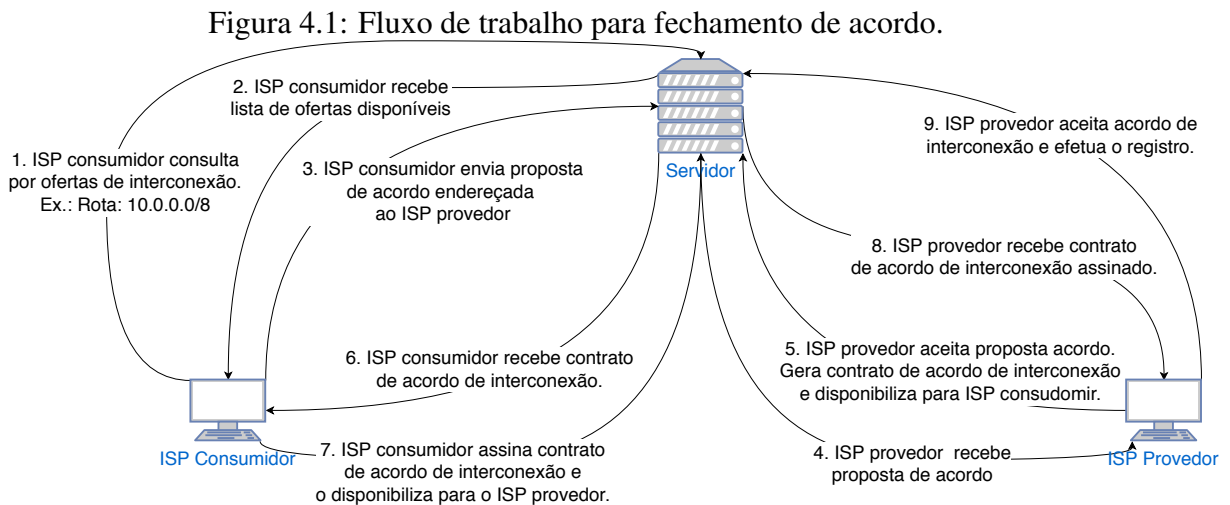 Figura 4.1: Fluxo de trabalho para fechamento de acordo.
1. ISP consumidor consulta
por ofertas de interconexão.
Ex.: Rota: 10.0.0.0/8
2. ISP consumidor recebe
lista de ofertas disponíveis
3. ISP consumidor envia proposta
de acordo endereçada
ao ISP provedor
Servidor
9. ISP provedor aceita acordo de
interconexão e efetua o registro.
8. ISP provedor recebe contrato
de acordo de interconexão assinado.
6. ISP consumidor recebe contrato
de acordo de interconexão.
5. ISP provedor aceita proposta acordo.
Gera contrato de acordo de interconexão
e disponibiliza para ISP consudomir.
ISP Consumidor
7. ISP consumidor assina contrato
de acordo de interconexão e
o disponibiliza para o ISP provedor.
4. ISP provedor recebe
proposta de acordo
ISP Provedor